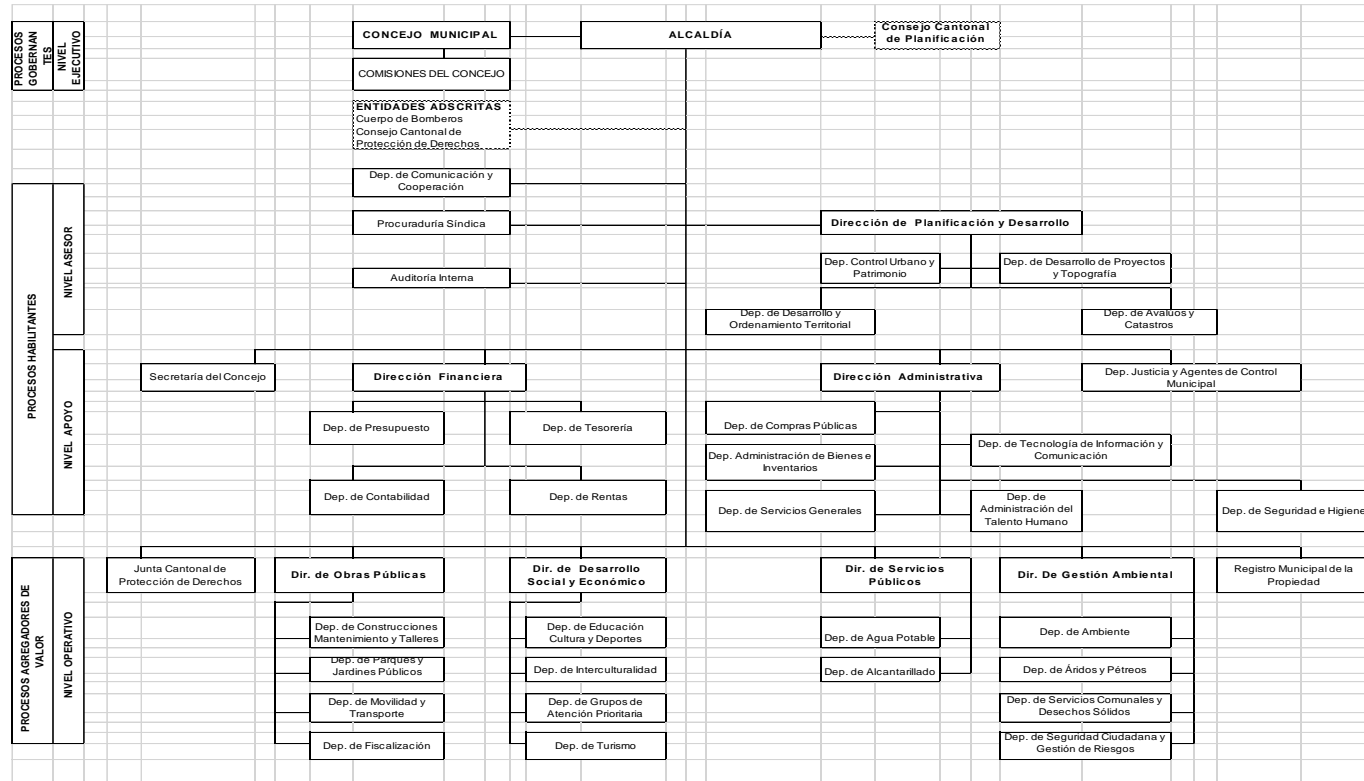 PROCESOS
GOBERNAN
TES
NIVEL
EJECUTIVO
CONCEJO MUNICIPAL
ALCALDÍA
Consejo Cantonal
de Planificación
COMISIONES DEL CONCEJO
ENTIDADES ADSCRITAS
Cuerpo de Bomberos
Consejo Cantonal de
Protección de Derechos
PROCESOS HABILITANTES
NIVEL ASESOR
Dep. de Comunicación y
Cooperación
Procuraduría Síndica
Dirección de Planificación y Desarrollo
Auditoría Interna
Dep. Control Urbano y
Patrimonio
Dep. de Desarrollo de Proyectos
y Topografía
Dep. de Desarrollo y
Ordenamiento Territorial
Dep. de Avaluos y
Catastros
NIVEL APOYO
Secretaría del Concejo
Dirección Financiera
Dirección Administrativa
Dep. Justicia y Agentes de Control
Municipal
Dep. de Presupuesto
Dep. de Tesorería
Dep. de Compras Públicas
Dep. Administración de Bienes e
Inventarios
Dep. de Tecnología de Información y
Comunicación
Dep. de Contabilidad
Dep. de Rentas
Dep. de Servicios Generales
Dep. de
Administración del
Talento Humano
Dep. de Seguridad e Higiene
PROCESOS AGREGADORES DE
VALOR
NIVEL OPERATIVO
Junta Cantonal de
Protección de Derechos
Dir. de Obras Públicas
Dir. de Desarrollo
Social y Económico
Dir. de Servicios
Públicos
Dir. De Gestión Ambiental
Registro Municipal de la
Propiedad
Dep. de Construcciones
Mantenimiento y Talleres
Dep. de Educación
Cultura y Deportes
Dep. de Agua Potable
Dep. de Ambiente
Dep. de Parques y
Jardines Públicos
Dep. de Interculturalidad
Dep. de Alcantarillado
Dep. de Áridos y Pétreos
Dep. de Movilidad y
Transporte
Dep. de Grupos de
Atención Prioritaria
Dep. de Servicios Comunales y
Desechos Sólidos
Dep. de Fiscalización
Dep. de Turismo
Dep. de Seguridad Ciudadana y
Gestión de Riesgos